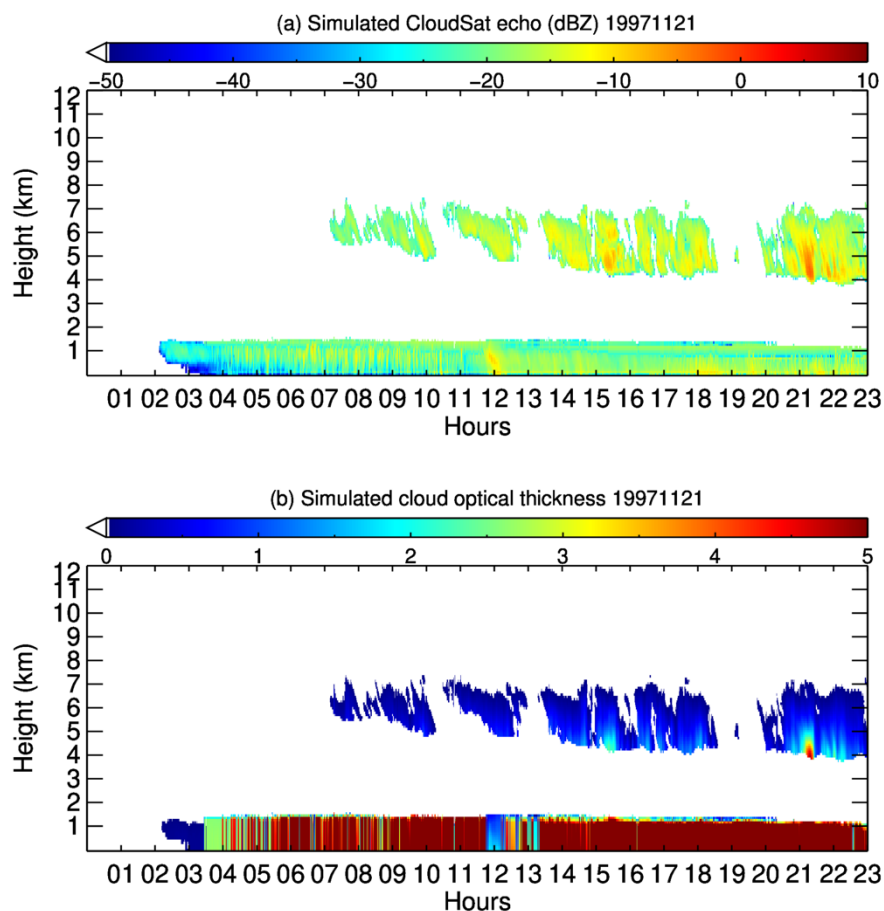 (a) Simulated CloudSat echo (dBZ) 19971121
−50 −40 −30 −20 −10 0 10
12
11
10
9
8
7
6
5
4
3
2
1
Height (km)
01 02 03 04 05 06 07 08 09 10 11 12 13 14 15 16 17 18 19 20 21 22 23
Hours
(b) Simulated cloud optical thickness 19971121
0 1 2 3 4 5
12
11
10
9
8
7
6
5
4
3
2
1
Height (km)
01 02 03 04 05 06 07 08 09 10 11 12 13 14 15 16 17 18 19 20 21 22 23
Hours